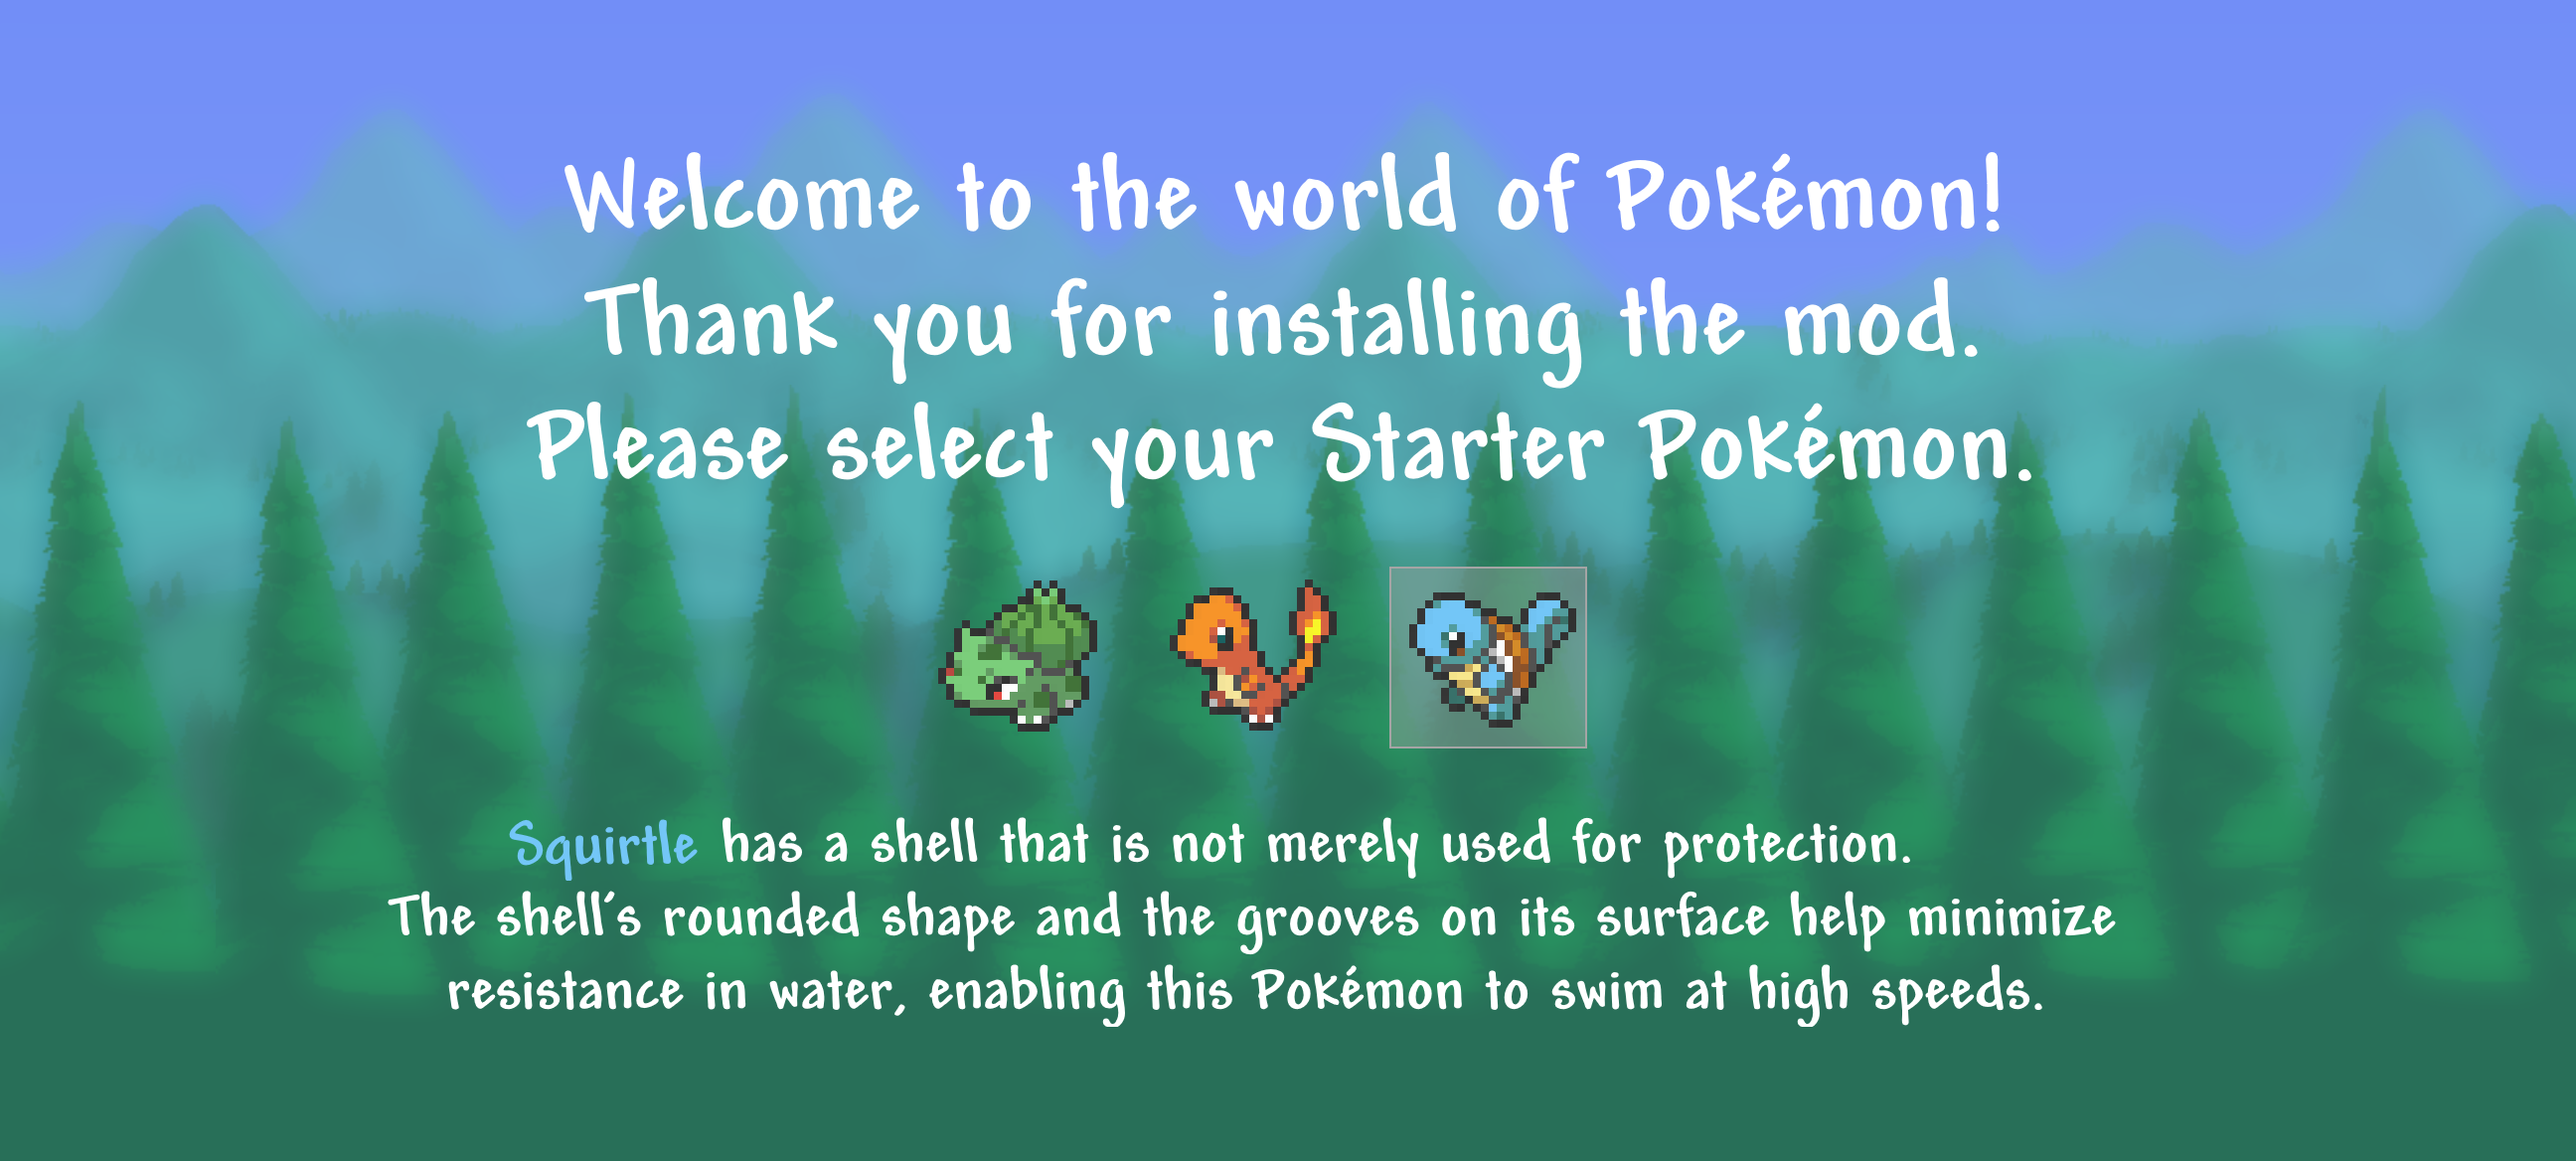 Welcome to the world of Pokémon!
Thank you for installing the mod.
Please select your Starter Pokémon.
Squirtle has a shell that is not merely used for protection.
The shell's rounded shape and the grooves on its surface help minimize
resistance in water, enabling this Pokémon to swim at high speeds.